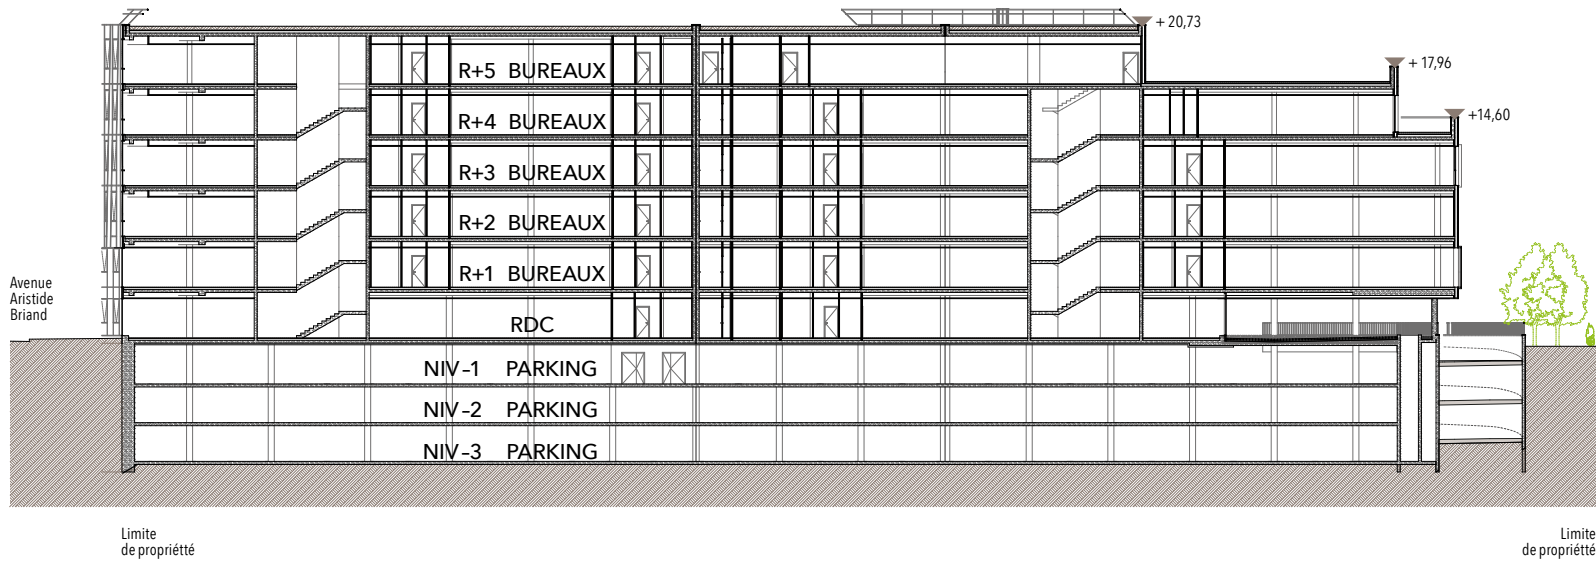 + 20,73
+ 17,96
+14,60
R+5 BUREAUX
R+4 BUREAUX
R+3 BUREAUX
R+2 BUREAUX
R+1 BUREAUX
RDC
NIV-1 PARKING
NIV-2 PARKING
NIV-3 PARKING
Avenue
Aristide
Briand
Limite
de propriétté
Limite
de propriétté